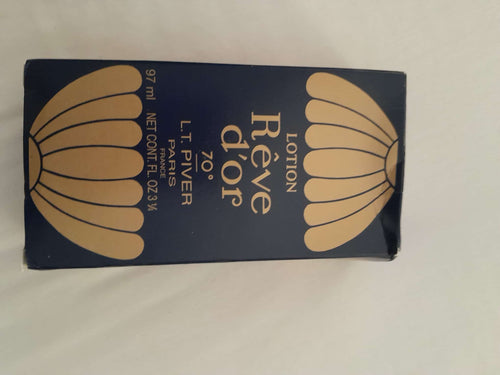 LOTION
Rêve
d'or
70°
L.T. PIVER
PARIS
FRANCE
97 ml NET CONT. FL. OZ 3 ¼